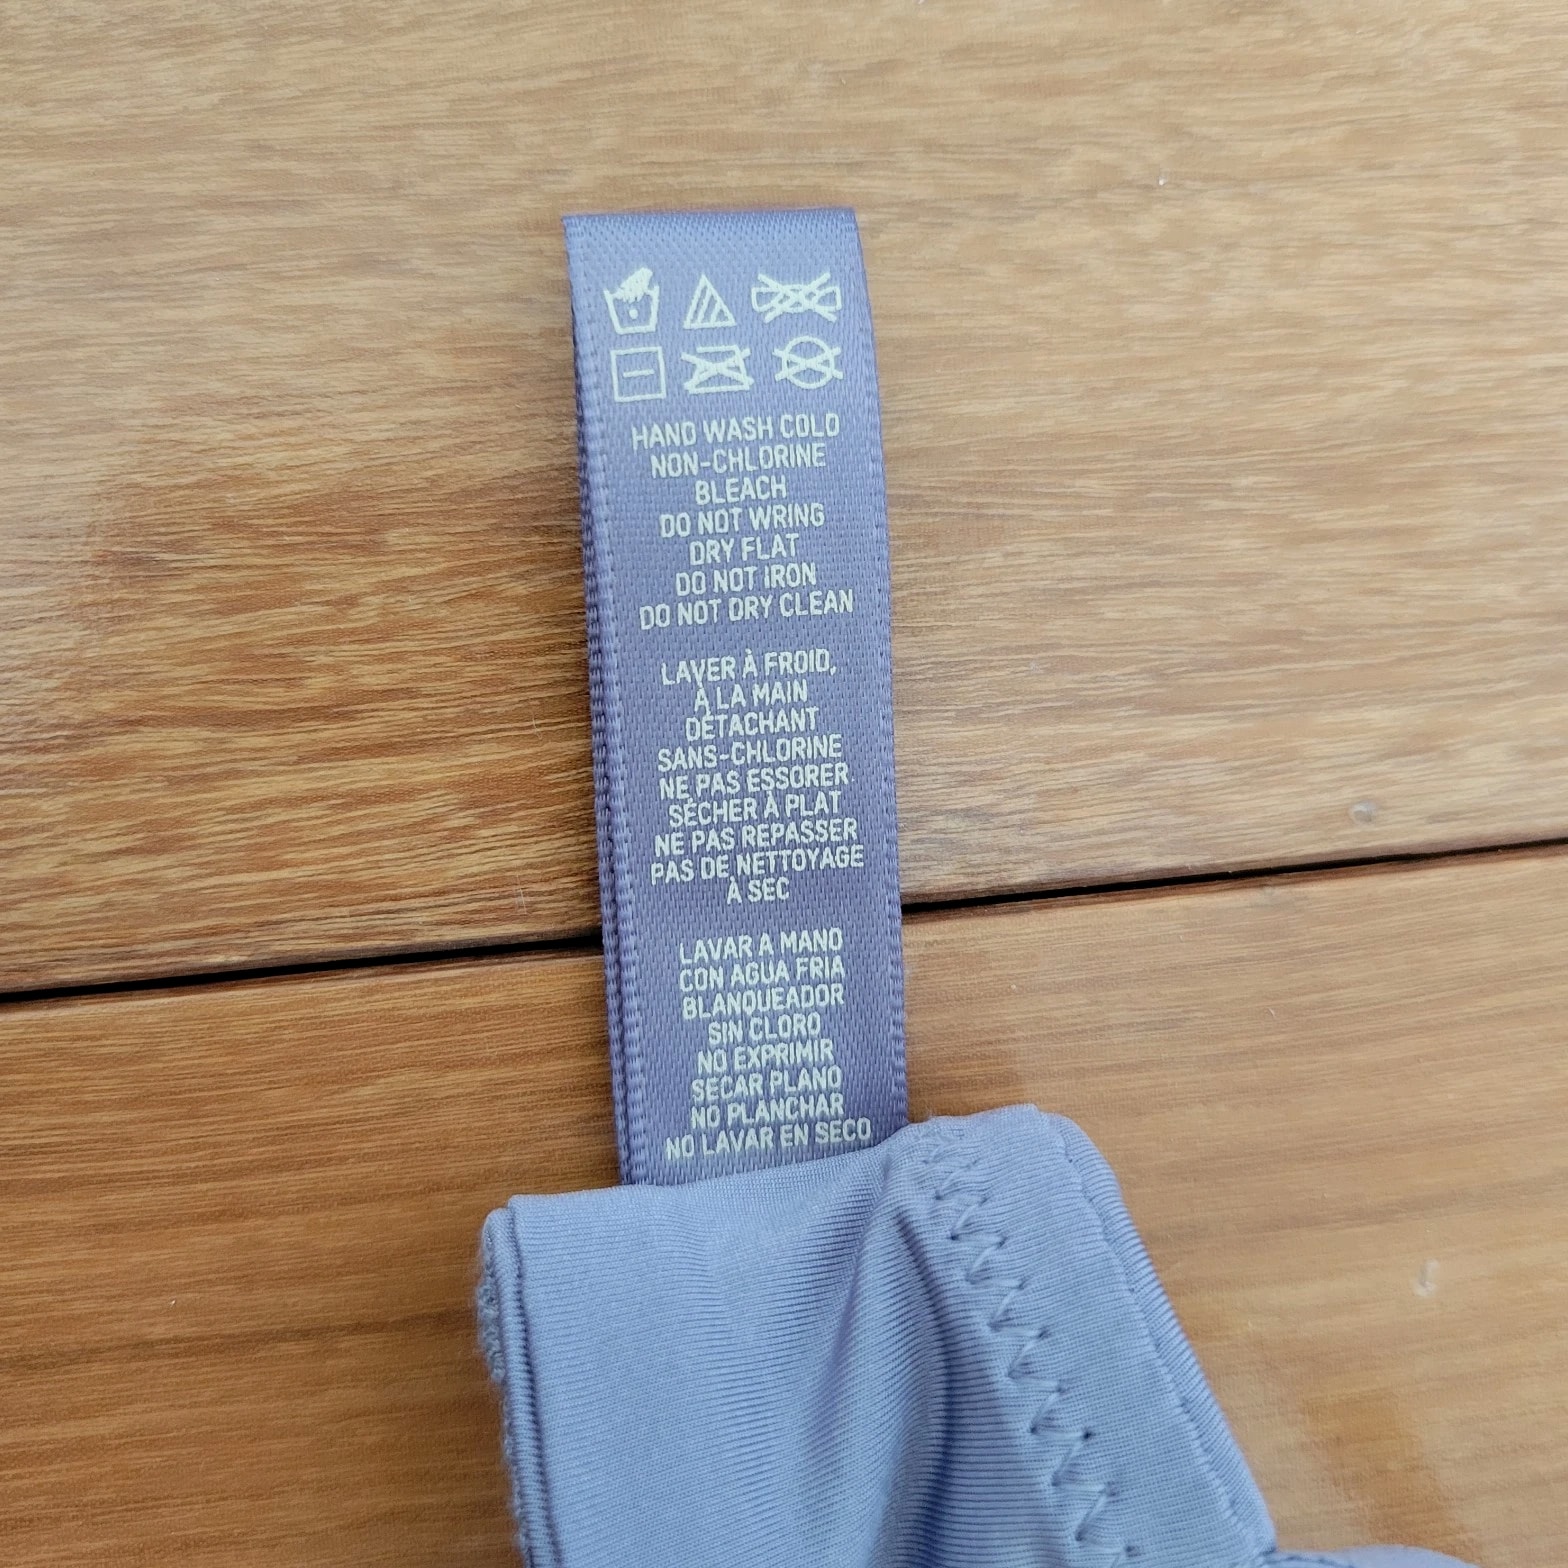 HAND WASH COLD
NON-CHLORINE
BLEACH
DO NOT WRING
DRY FLAT
DO NOT IRON
DO NOT DRY CLEAN
LAVER À FROID,
À LA MAIN
DÉTACHANT
SANS-CHLORINE
NE PAS ESSORER
SÉCHER À PLAT
NE PAS REPASSER
PAS DE NETTOYAGE
À SEC
LAVAR A MANO
CON AGUA FRIA
BLANQUEADOR
SIN CLORO
NO EXPRIMIR
SECAR PLANO
NO PLANCHAR
NO LAVAR EN SECO